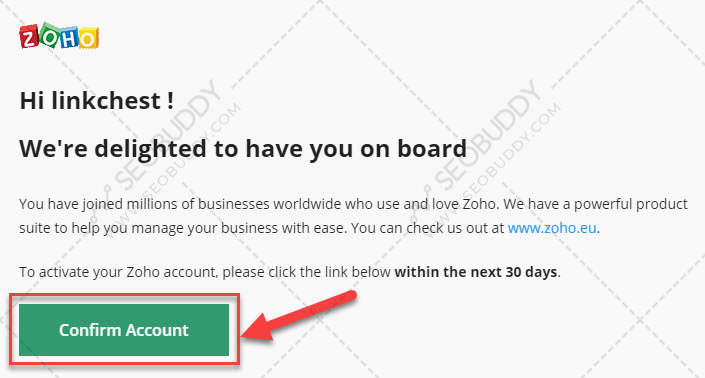 ZOHO
Hi linkchest !
We're delighted to have you on board
You have joined millions of businesses worldwide who use and love Zoho. We have a powerful product
suite to help you manage your business with ease. You can check us out at www.zoho.eu.
To activate your Zoho account, please click the link below within the next 30 days.
Confirm Account
SEOBUDDY
WWW.SEOBUDDY.COM
SEOBUDDY
WWW.SEOBUDDY.COM